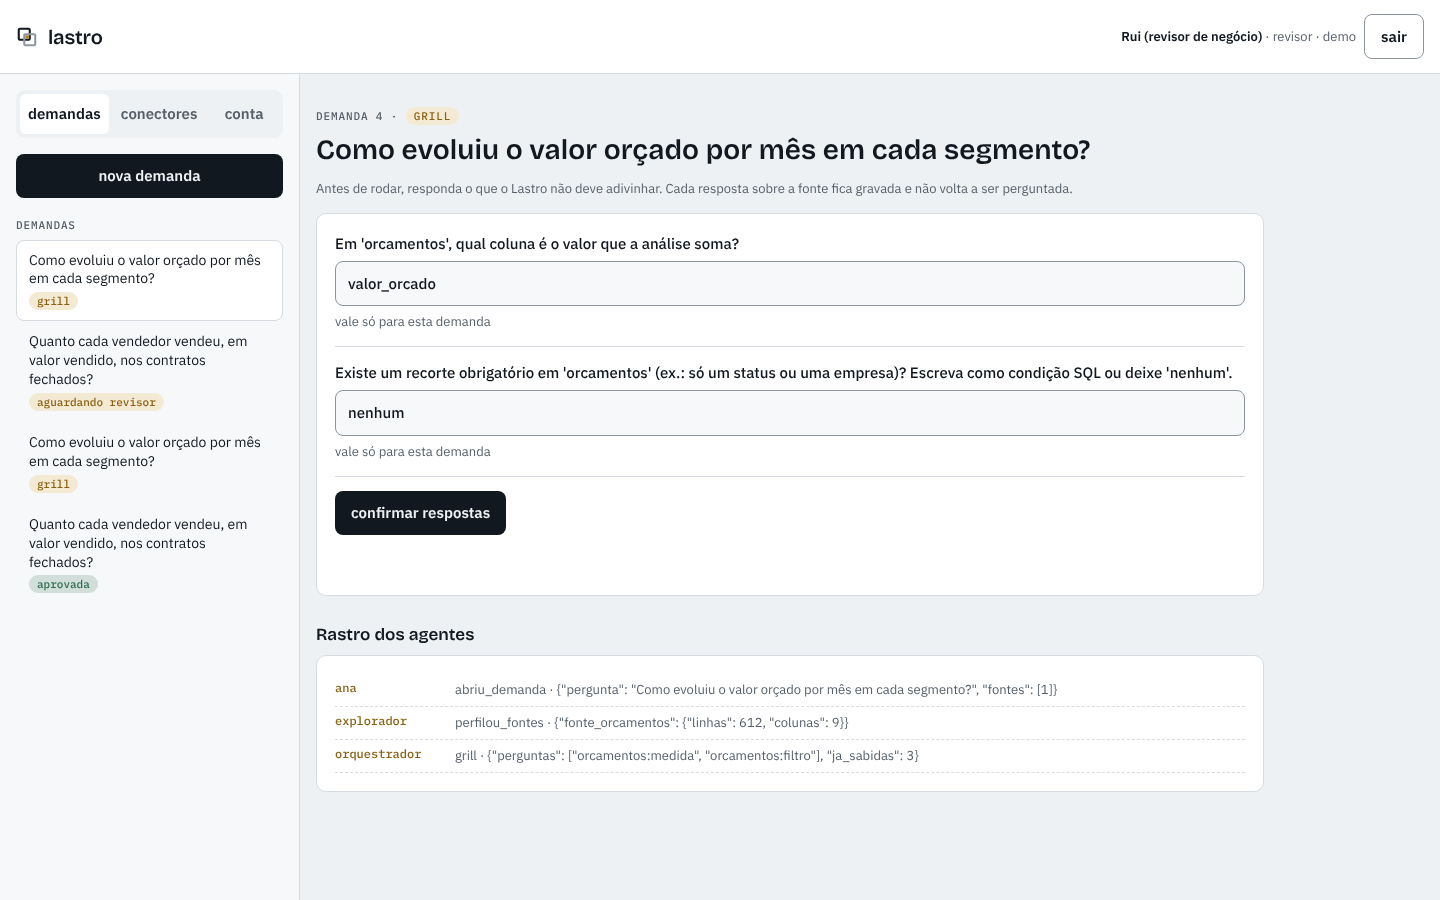 lastro
Rui (revisor de negócio) · revisor · demo
sair
demandas
conectores
conta
nova demanda
DEMANDAS
Como evoluiu o valor orçado por mês
em cada segmento?
grill
Quanto cada vendedor vendeu, em
valor vendido, nos contratos
fechados?
aguardando revisor
Como evoluiu o valor orçado por mês
em cada segmento?
grill
Quanto cada vendedor vendeu, em
valor vendido, nos contratos
fechados?
aprovada
DEMANDA 4 · GRILL
Como evoluiu o valor orçado por mês em cada segmento?
Antes de rodar, responda o que o Lastro não deve adivinhar. Cada resposta sobre a fonte fica gravada e não volta a ser perguntada.
Em 'orcamentos', qual coluna é o valor que a análise soma?
valor_orcado
vale só para esta demanda
Existe um recorte obrigatório em 'orcamentos' (ex.: só um status ou uma empresa)? Escreva como condição SQL ou deixe 'nenhum'.
nenhum
vale só para esta demanda
confirmar respostas
Rastro dos agentes
ana abriu_demanda · {"pergunta": "Como evoluiu o valor orçado por mês em cada segmento?", "fontes": [1]}
explorador perfilou_fontes · {"fonte_orcamentos": {"linhas": 612, "colunas": 9}}
orquestrador grill · {"perguntas": ["orcamentos:medida", "orcamentos:filtro"], "ja_sabidas": 3}